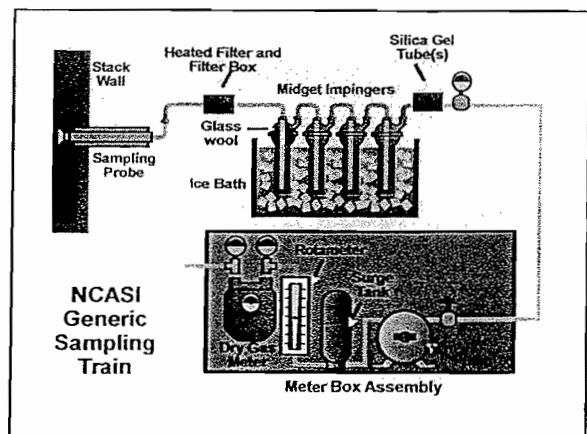 Stack
Wall
Heated Filter and
Filter Box
Silica Gel
Tube(s)
Midget Impingers
Glass
wool
Sampling
Probe
Ice Bath
Rotameter
Surge
Tank
NCASI
Generic
Sampling
Train
Dry Gas
Meter
Meter Box Assembly